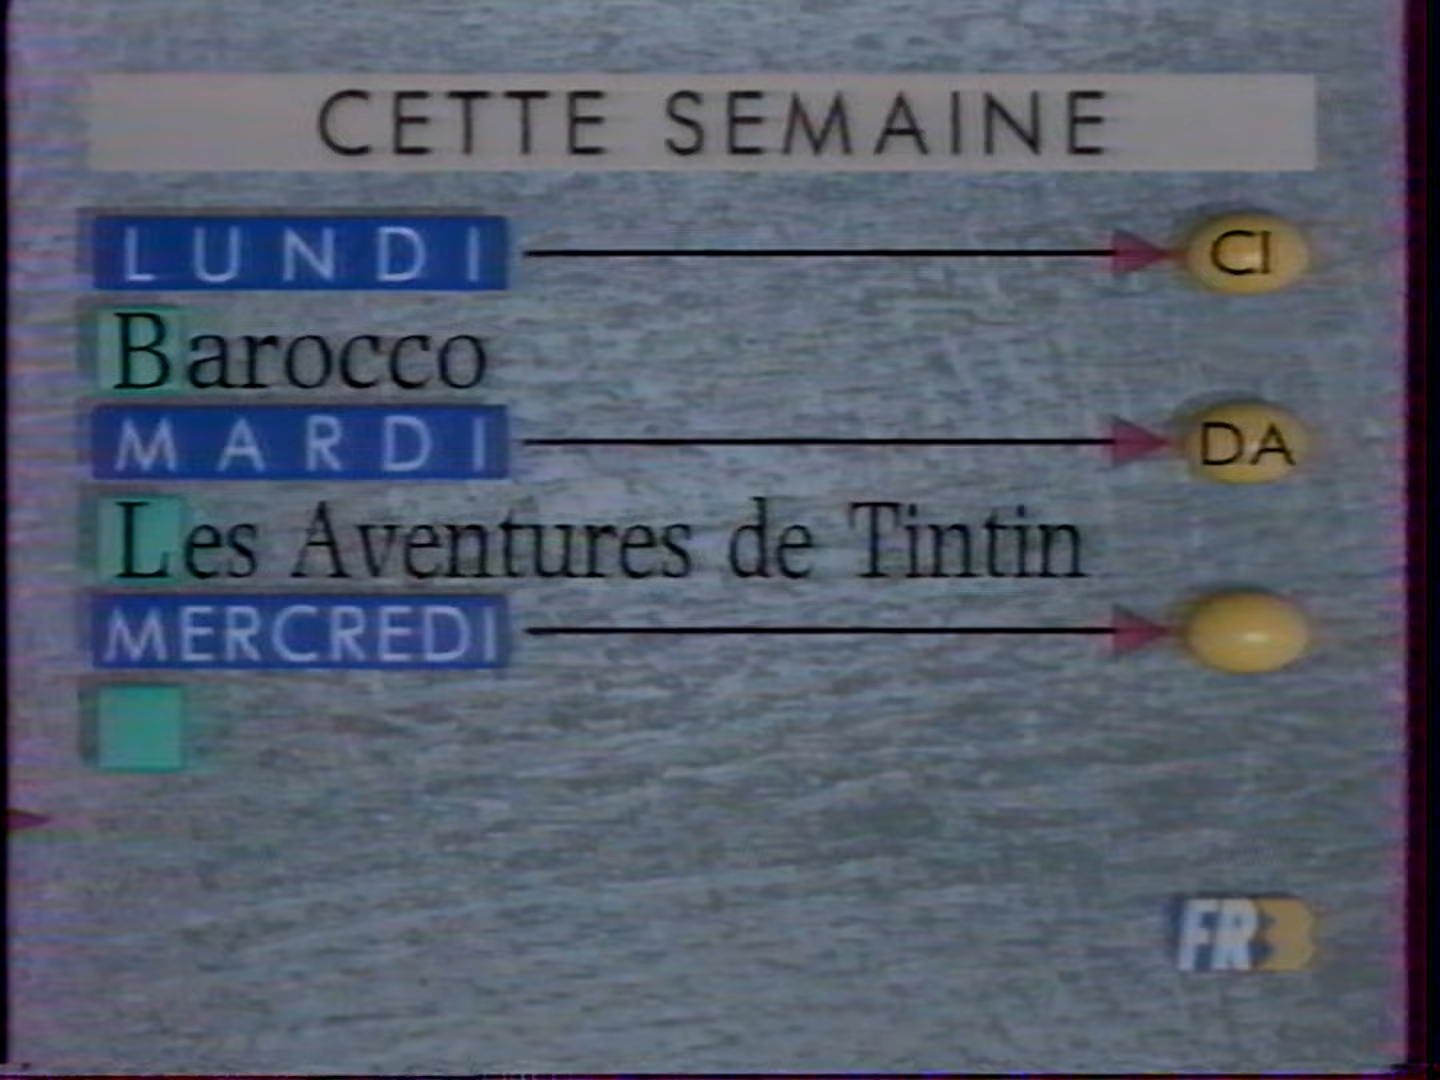 CETTE SEMAINE
LUNDI CI
Barocco
MARDI DA
Les Aventures de Tintin
MERCREDI
FR3